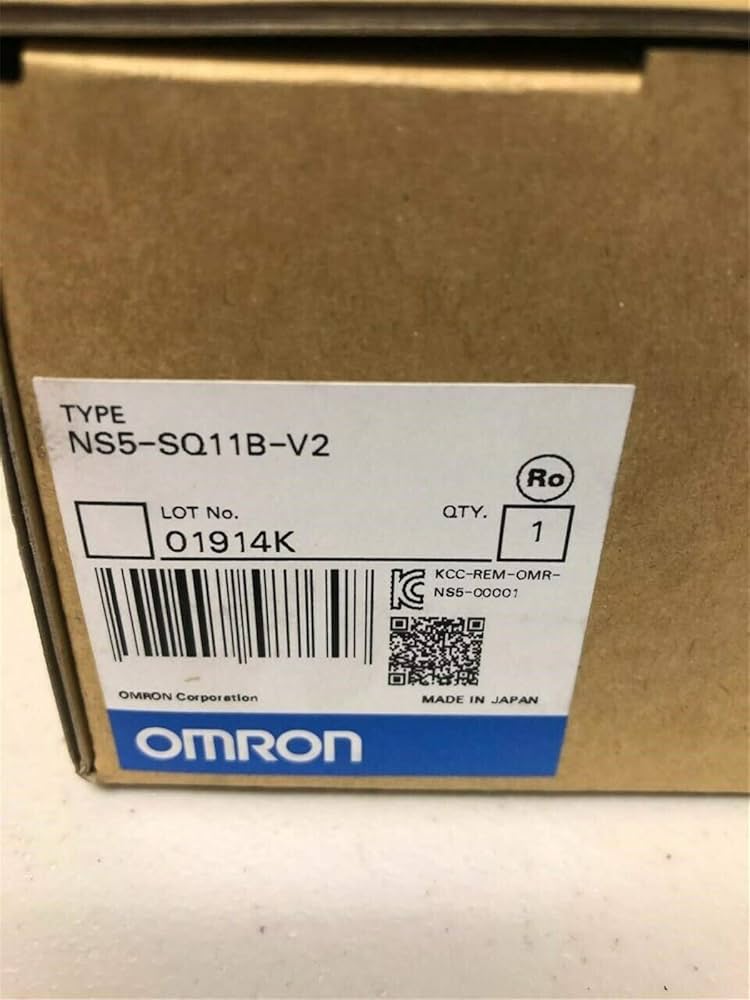 TYPE
NS5-SQ11B-V2
Ro
LOT No.
01914K
QTY.
1
KCC-REM-OMR-
NS5-00001
OMRON Corporation
MADE IN JAPAN
OMRON